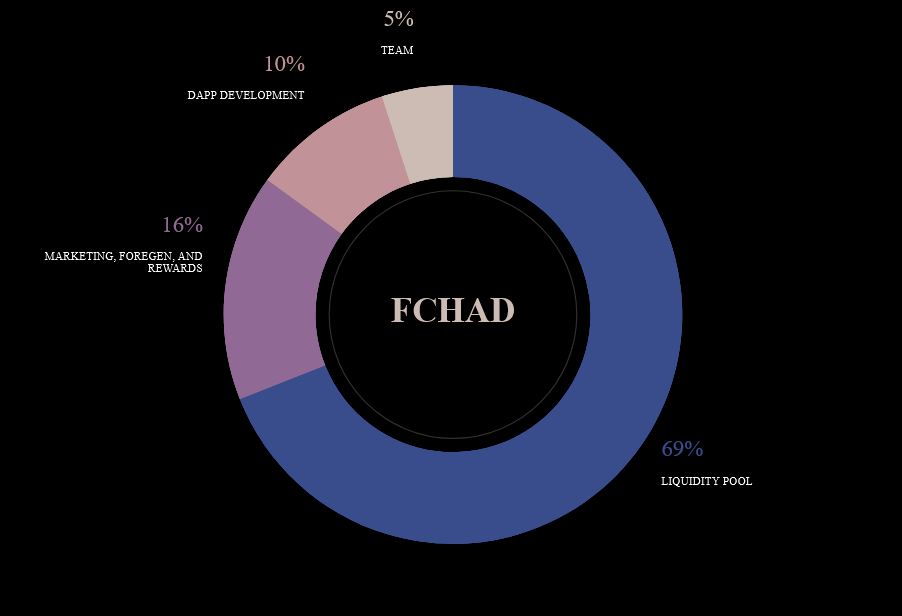 5%
TEAM
10%
DAPP DEVELOPMENT
16%
MARKETING, FOREGEN, AND
REWARDS
FCHAD
69%
LIQUIDITY POOL